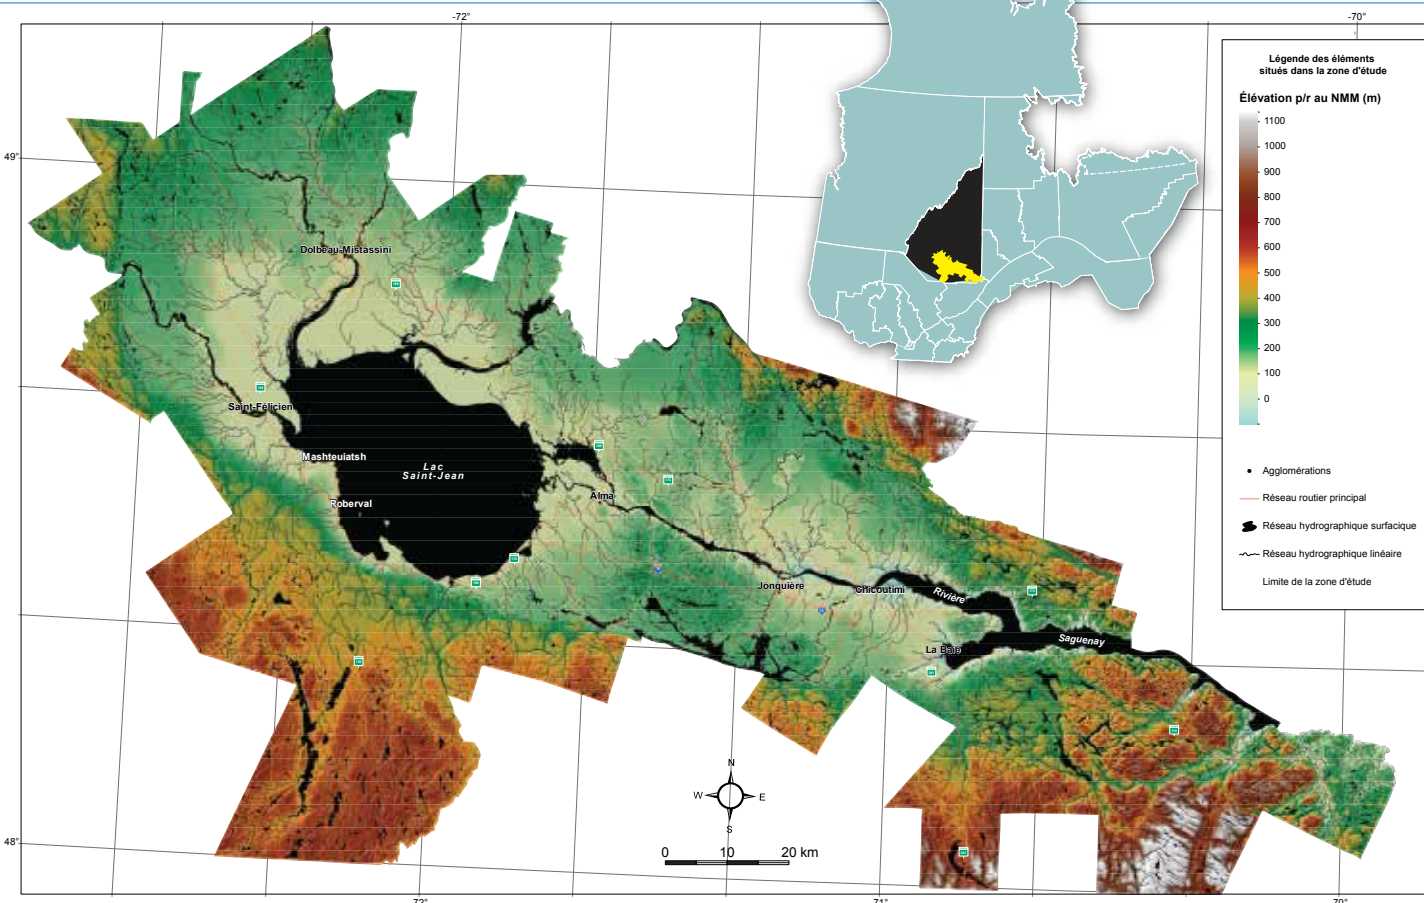 -72°
-70°
Légende des éléments
situés dans la zone d'étude
Élévation p/r au NMM (m)
1100
1000
900
800
700
600
500
400
300
200
100
0
Agglomérations
Réseau routier principal
Réseau hydrographique surfacique
Réseau hydrographique linéaire
Limite de la zone d'étude
49°
Dolbeau-Mistassini
Saint-Félicien
Mashteuiatsh
Lac
Saint-Jean
Roberval
Alma
Jonquière
Chicoutimi
Rivière
Saguenay
La Baie
N
W
E
S
0 10 20 km
48°
-71°